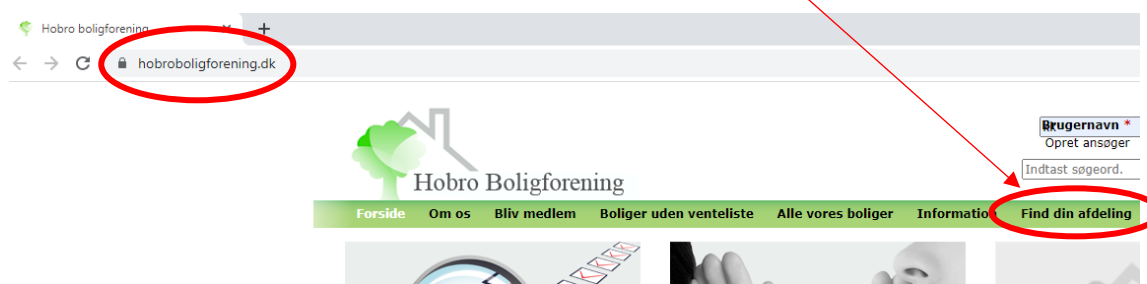 Hobro boligforening
hobroboligforening.dk
Brugernavn *
Opret ansøger
Indtast søgeord.
Hobro Boligforening
Forside Om os Bliv medlem Boliger uden venteliste Alle vores boliger Information Find din afdeling